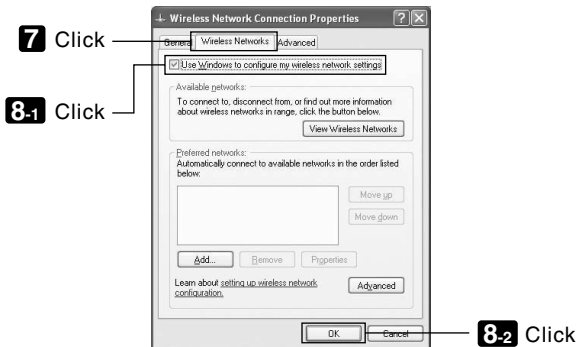 Wireless Network Connection Properties
7 Click
General Wireless Networks Advanced
Use Windows to configure my wireless network settings
8-1 Click
Available networks:
To connect to, disconnect from, or find out more information
about wireless networks in range, click the button below.
View Wireless Networks
Preferred networks:
Automatically connect to available networks in the order listed
below:
Move up
Move down
Add... Remove Properties
Learn about setting up wireless network
configuration.
Advanced
OK Cancel
8-2 Click